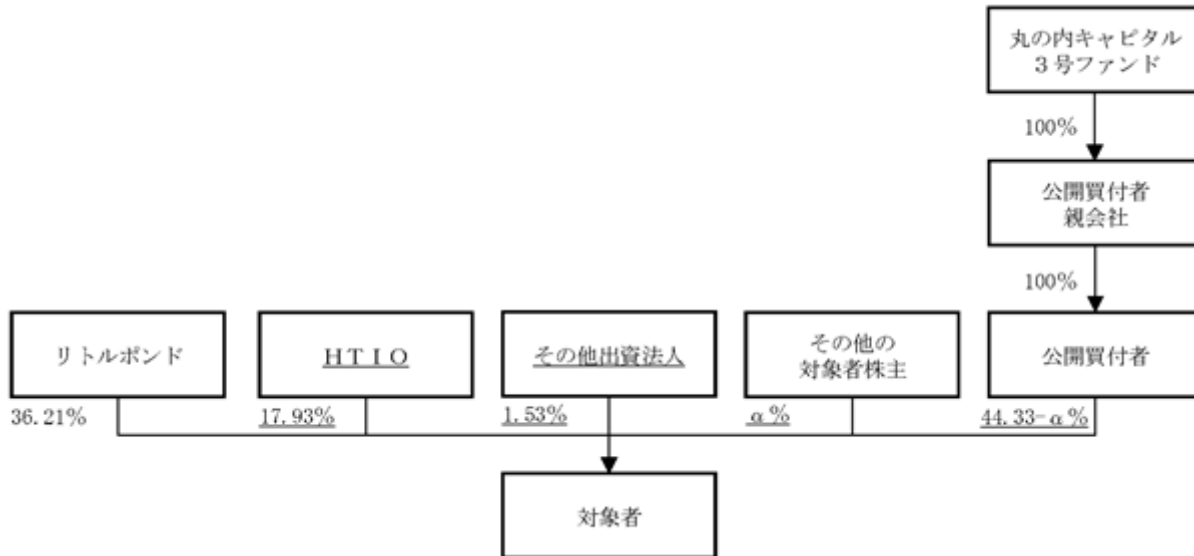 丸の内キャピタル
3号ファンド
100%
公開買付者
親会社
100%
リトルポンド
HTIO
その他出資法人
その他の
対象者株主
公開買付者
36.21%
17.93%
1.53%
α%
44.33-α%
対象者